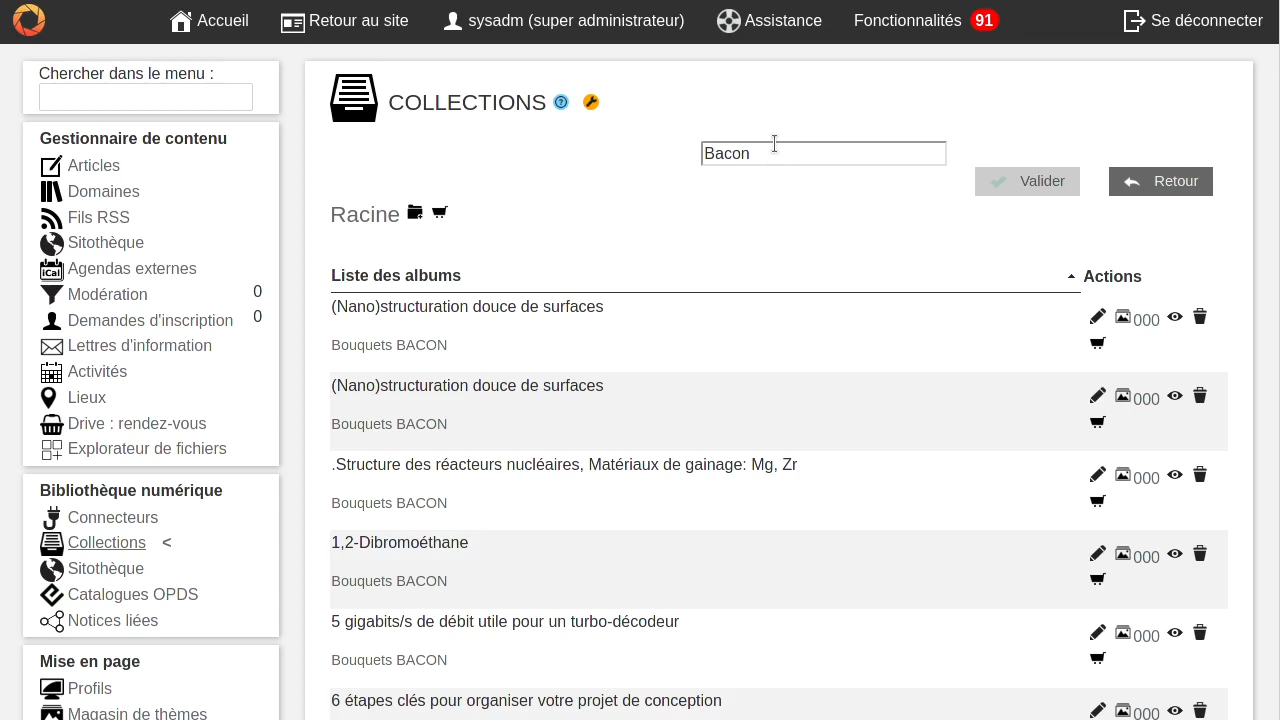 Accueil
Retour au site
sysadm (super administrateur)
Assistance
Fonctionnalités 91
Se déconnecter
Chercher dans le menu :
Gestionnaire de contenu
Articles
Domaines
Fils RSS
Sitothèque
iCal Agendas externes
Modération 0
Demandes d'inscription 0
Lettres d'information
Activités
Lieux
Drive : rendez-vous
Explorateur de fichiers
Bibliothèque numérique
Connecteurs
Collections <
Sitothèque
Catalogues OPDS
Notices liées
Mise en page
Profils
Magasin de thèmes
COLLECTIONS ?
Bacon
Valider
Retour
Racine
Liste des albums
Actions
(Nano)structuration douce de surfaces
000
Bouquets BACON
(Nano)structuration douce de surfaces
000
Bouquets BACON
.Structure des réacteurs nucléaires, Matériaux de gainage: Mg, Zr
000
Bouquets BACON
1,2-Dibromoéthane
000
Bouquets BACON
5 gigabits/s de débit utile pour un turbo-décodeur
000
Bouquets BACON
6 étapes clés pour organiser votre projet de conception
000